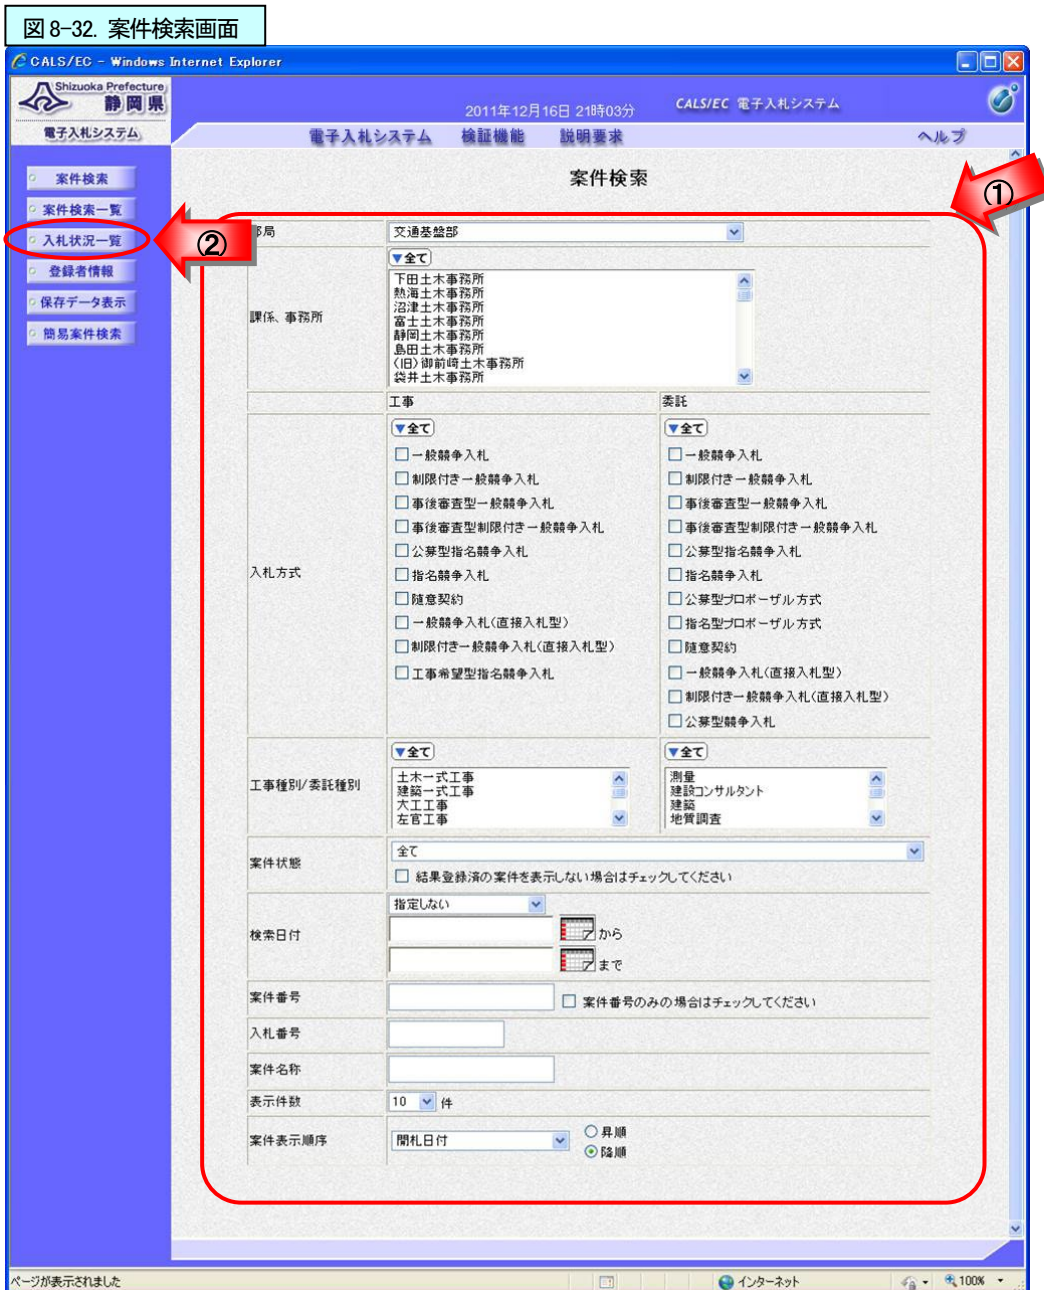 図 8-32. 案件検索画面
CALS/EC - Windows Internet Explorer
Shizuoka Prefecture
静岡県
電子入札システム
2011年12月16日 21時03分
CALS/EC 電子入札システム
電子入札システム 検証機能 説明要求 ヘルプ
案件検索
案件検索一覧
入札状況一覧
登録者情報
保存データ表示
簡易案件検索
案件検索
①
②
部局
交通基盤部
課係、事務所
▼全て
下田土木事務所
熱海土木事務所
沼津土木事務所
富士土木事務所
静岡土木事務所
島田土木事務所
(旧)御前崎土木事務所
袋井土木事務所
工事 委託
入札方式
▼全て
一般競争入札
制限付き一般競争入札
事後審査型一般競争入札
事後審査型制限付き一般競争入札
公募型指名競争入札
指名競争入札
随意契約
一般競争入札(直接入札型)
制限付き一般競争入札(直接入札型)
工事希望型指名競争入札
▼全て
一般競争入札
制限付き一般競争入札
事後審査型一般競争入札
事後審査型制限付き一般競争入札
公募型指名競争入札
指名競争入札
公募型プロポーザル方式
指名型プロポーザル方式
随意契約
一般競争入札(直接入札型)
制限付き一般競争入札(直接入札型)
公募型競争入札
工事種別/委託種別
▼全て
土木一式工事
建築一式工事
大工工事
左官工事
▼全て
測量
建設コンサルタント
建築
地質調査
案件状態
全て
結果登録済の案件を表示しない場合はチェックしてください
検索日付
指定しない
から
まで
案件番号
案件番号のみの場合はチェックしてください
入札番号
案件名称
表示件数
10 件
案件表示順序
開札日付
昇順
降順
ページが表示されました
インターネット
100%